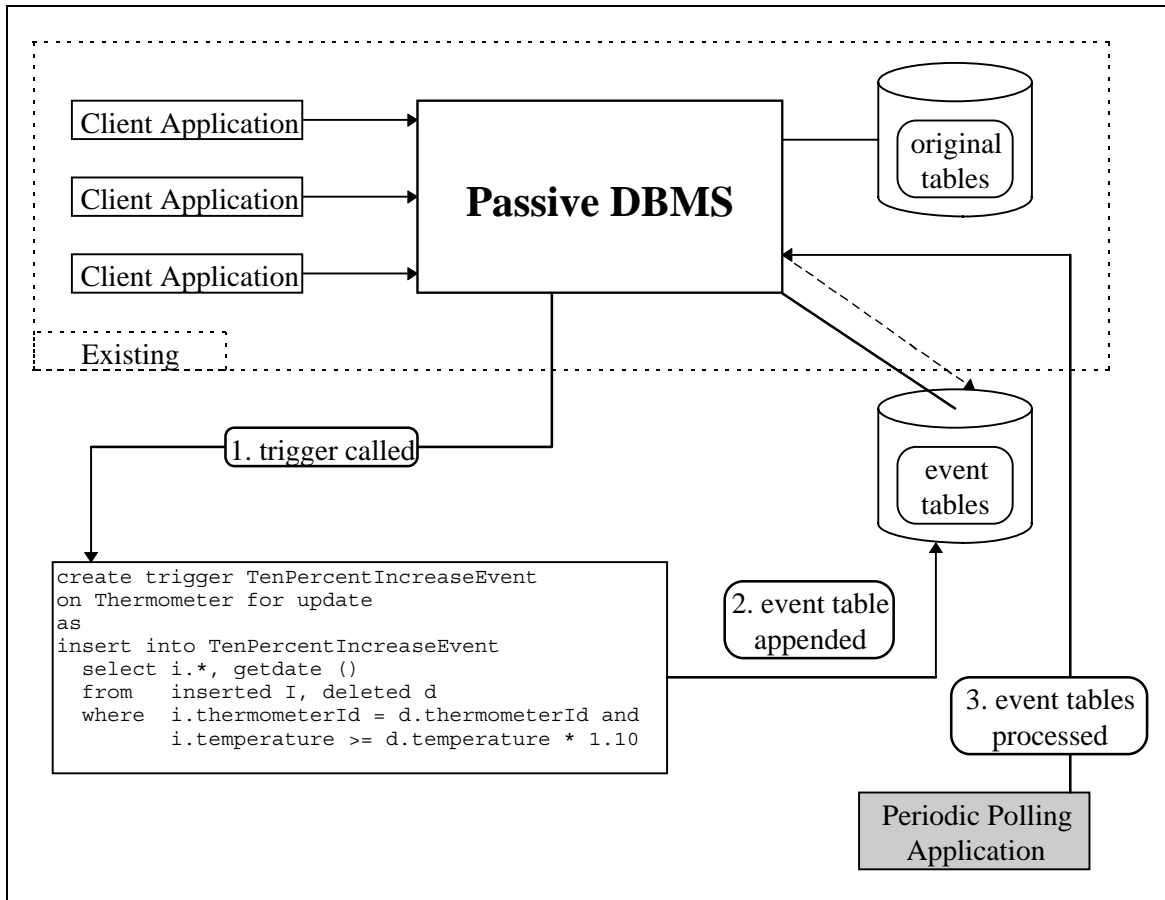 Client Application
Client Application
Client Application
Passive DBMS
original
tables
Existing
1. trigger called
event
tables
create trigger TenPercentIncreaseEvent
on Thermometer for update
as
insert into TenPercentIncreaseEvent
  select i.*, getdate ()
  from   inserted I, deleted d
  where  i.thermometerId = d.thermometerId and
         i.temperature >= d.temperature * 1.10
2. event table
appended
3. event tables
processed
Periodic Polling
Application